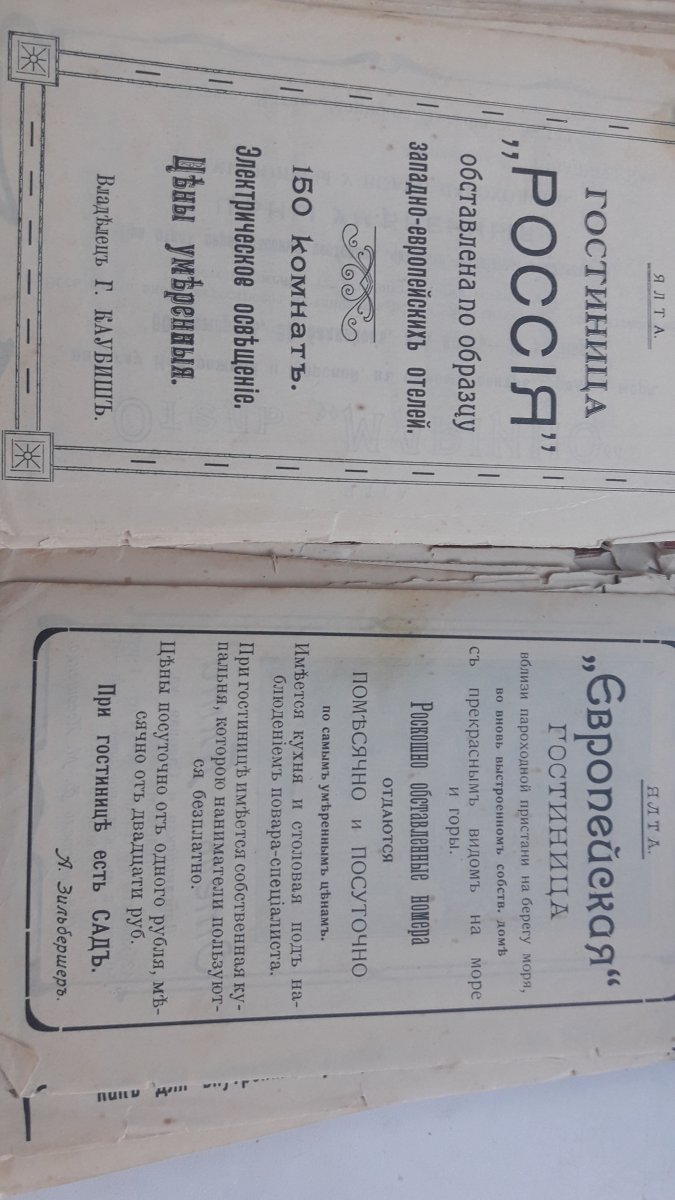 ЯЛТА.
ГОСТИНИЦА
„РОССІЯ”
обставлена по образцу
западно-европейскихъ отелей.
150 комнатъ.
Электрическое освѣщеніе.
Цѣны умѣренныя.
Владѣлецъ Г. КАУБИШЪ.
ЯЛТА.
„Европейская“
ГОСТИНИЦА
вблизи пароходной пристани на берегу моря,
во вновь выстроенномъ собств. домѣ
съ прекраснымъ видомъ на море
и горы.
Роскошно обставленные номера
ОТДАЮТСЯ
ПОМѢСЯЧНО и ПОСУТОЧНО
по самымъ умѣреннымъ цѣнамъ.
Имѣется кухня и столовая подъ на-
блюденіемъ повара-спеціалиста.
При гостиницѣ имѣется собственная ку-
пальня, которою наниматели пользуют-
ся безплатно.
Цѣны посуточно отъ одного рубля, мѣ-
сячно отъ двадцати руб.
При гостиницѣ есть САДЪ.
А. Зильбершеръ.